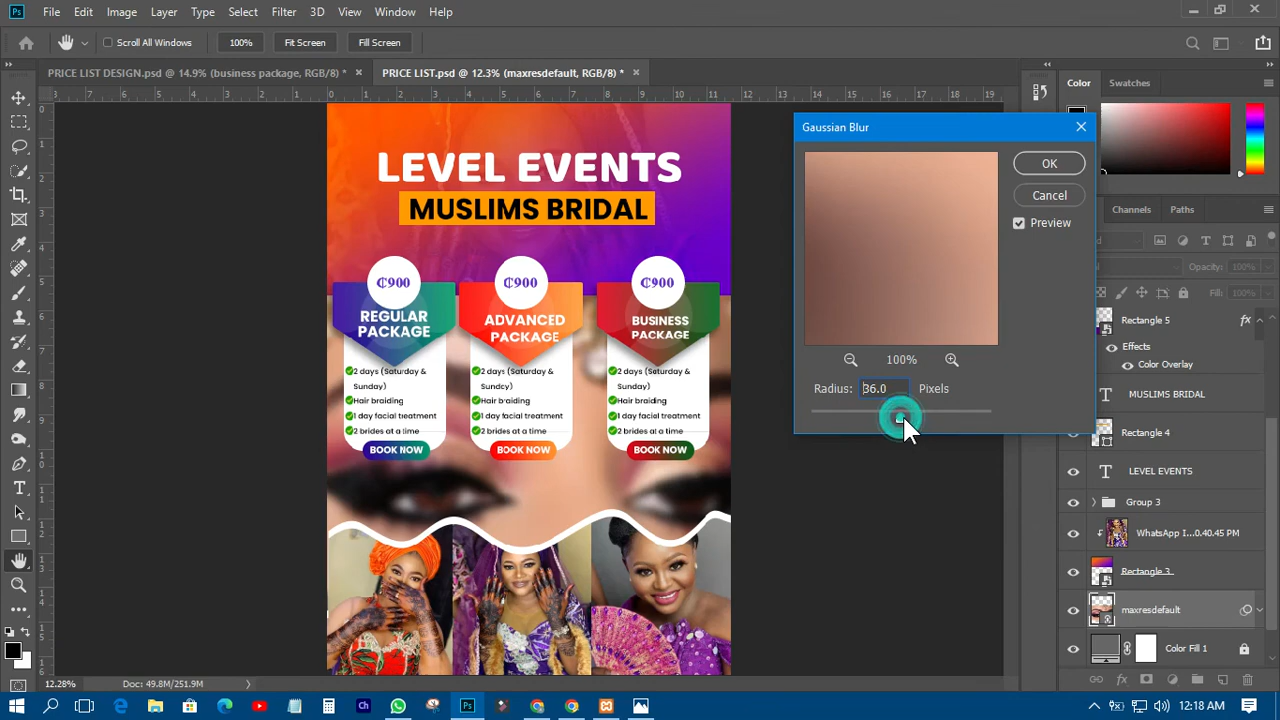 Ps File Edit Image Layer Type Select Filter 3D View Window Help
Scroll All Windows 100% Fit Screen Fill Screen
PRICE LIST DESIGN.psd @ 14.9% (business package, RGB/8) * × PRICE LIST.psd @ 12.3% (maxresdefault, RGB/8) * ×
Color Swatches
Gaussian Blur
OK
Cancel
Preview
100%
Radius: 36.0 Pixels
LEVEL EVENTS
MUSLIMS BRIDAL
₵900 ₵900 ₵900
REGULAR
PACKAGE
2 days (Saturday &
Sunday)
Hair braiding
1 day facial treatment
2 brides at a time
BOOK NOW
ADVANCED
PACKAGE
2 days (Saturday &
Sundcy)
Hair braiding
1 day facial treatment
2 brides at a time
BOOK NOW
BUSINESS
PACKAGE
2 days (Saturday &
Sunday)
Hair braiding
1 day facial treatment
2 brides at a time
BOOK NOW
Channels Paths
Opacity: 100%
Fill: 100%
Rectangle 5 fx
Effects
Color Overlay
T MUSLIMS BRIDAL
Rectangle 4
T LEVEL EVENTS
Group 3
WhatsApp I...0.40.45 PM
Rectangle 3
maxresdefault
Color Fill 1
12.28% Doc: 49.8M/251.9M
Ch Ps 12:18 AM